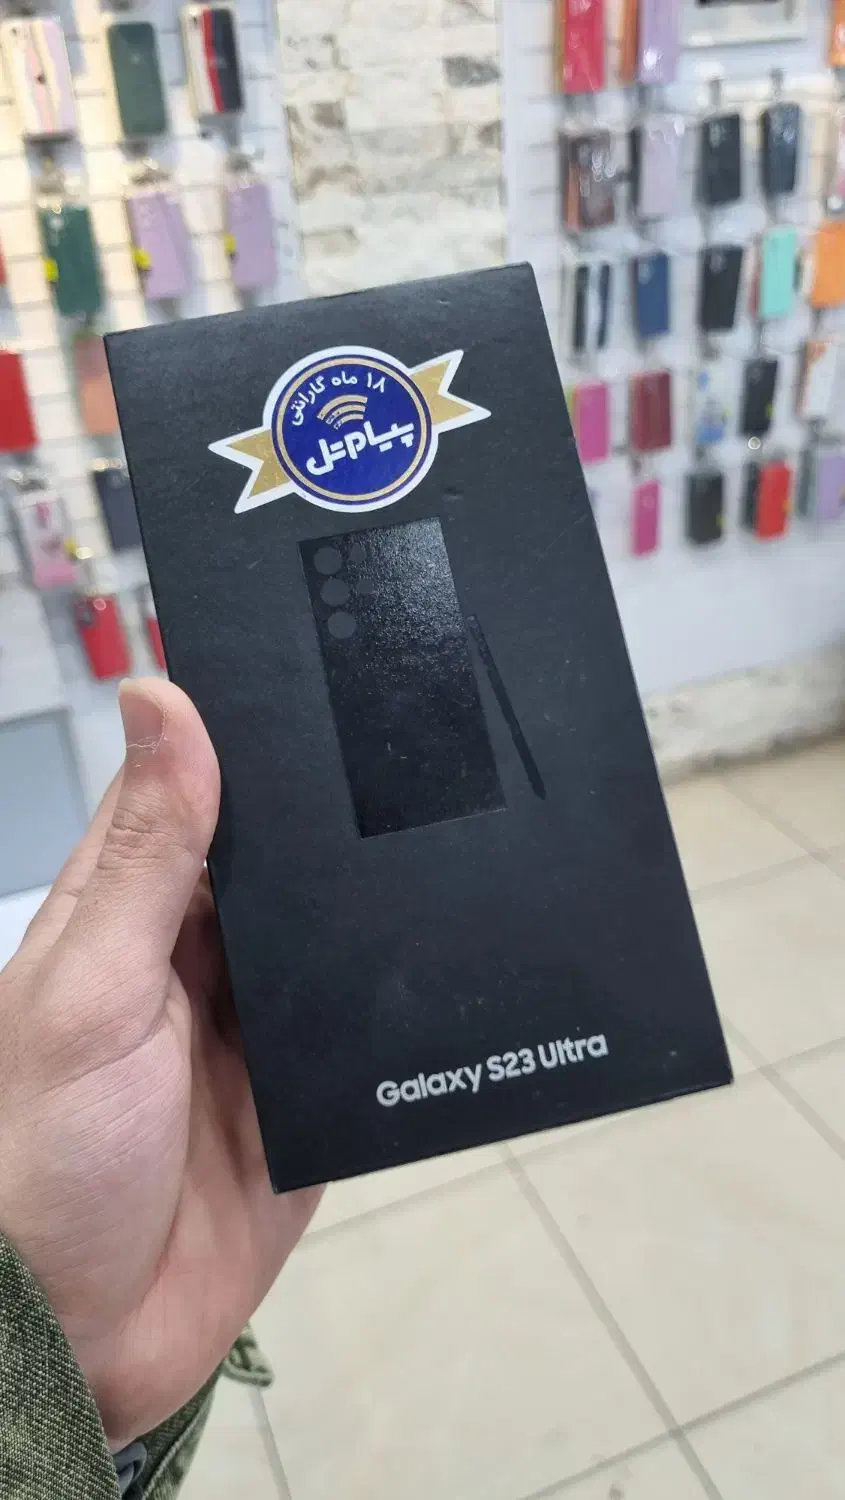 ۱۸ ماه گارانتی
پیام‌تل
Galaxy S23 Ultra